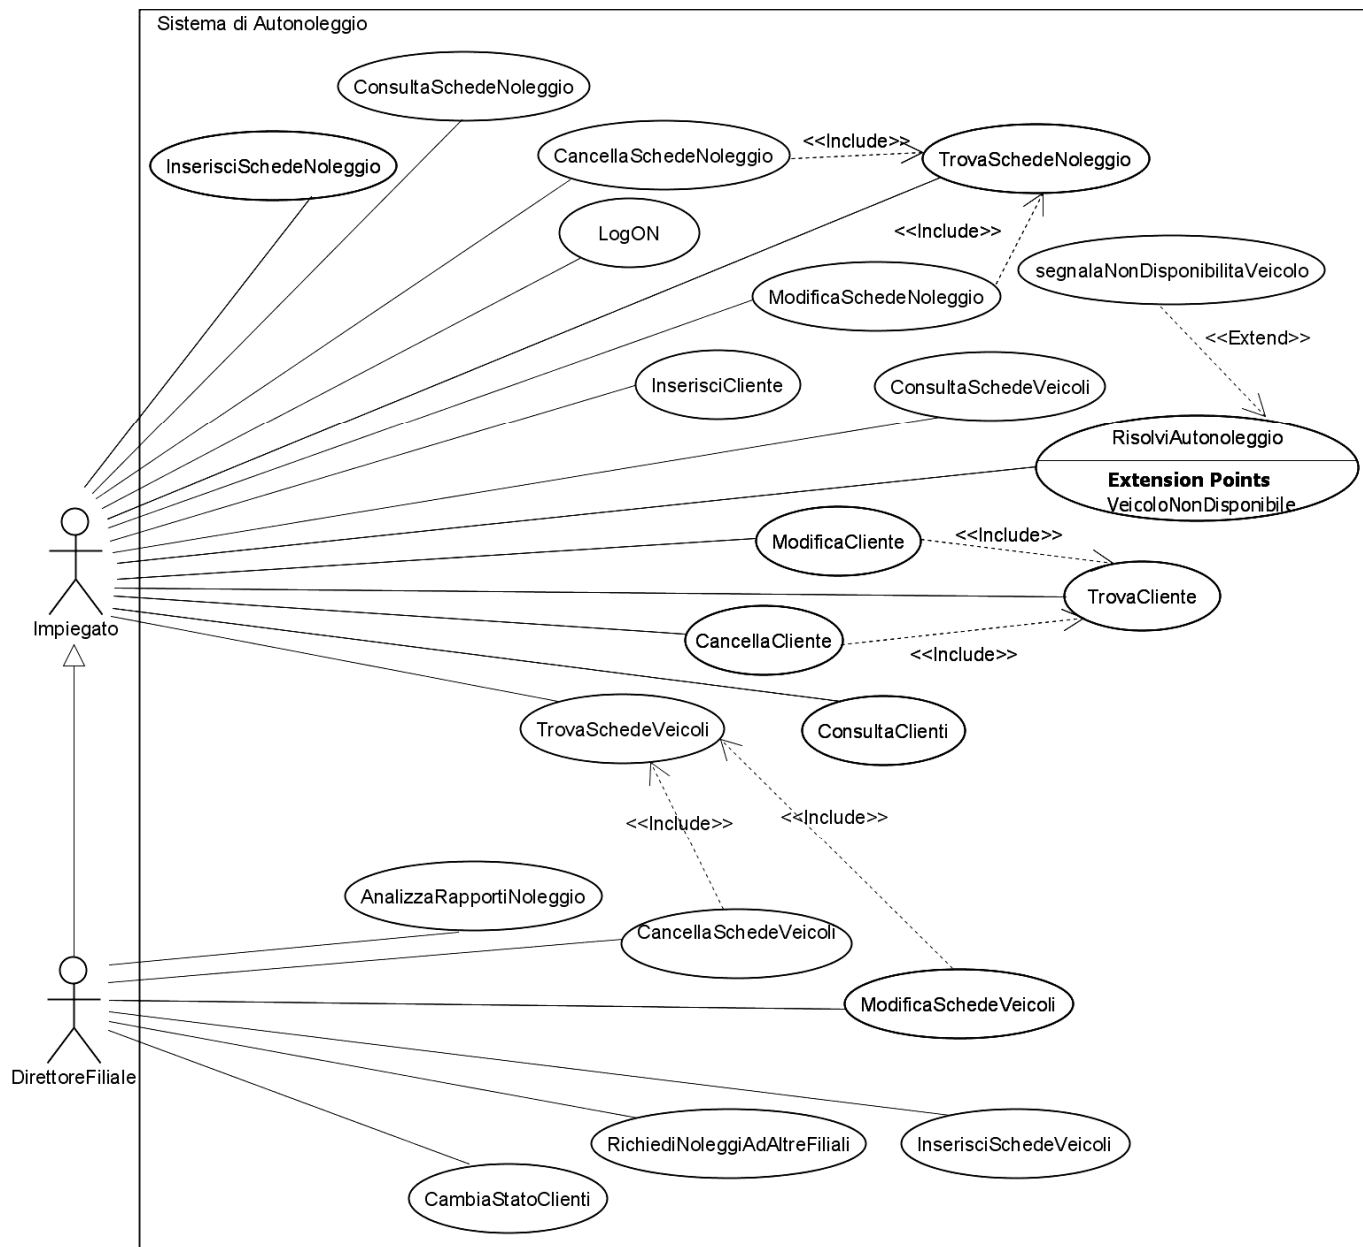 Sistema di Autonoleggio
ConsultaSchedeNoleggio
InserisciSchedeNoleggio
CancellaSchedeNoleggio
<<Include>>
TrovaSchedeNoleggio
LogON
<<Include>>
segnalaNonDisponibilitaVeicolo
ModificaSchedeNoleggio
<<Extend>>
InserisciCliente
ConsultaSchedeVeicoli
RisolviAutonoleggio
Extension Points
VeicoloNonDisponibile
ModificaCliente
<<Include>>
TrovaCliente
Impiegato
CancellaCliente
<<Include>>
TrovaSchedeVeicoli
ConsultaClienti
<<Include>>
<<Include>>
AnalizzaRapportiNoleggio
CancellaSchedeVeicoli
ModificaSchedeVeicoli
DirettoreFiliale
RichiediNoleggiAdAltreFiliali
InserisciSchedeVeicoli
CambiaStatoClienti